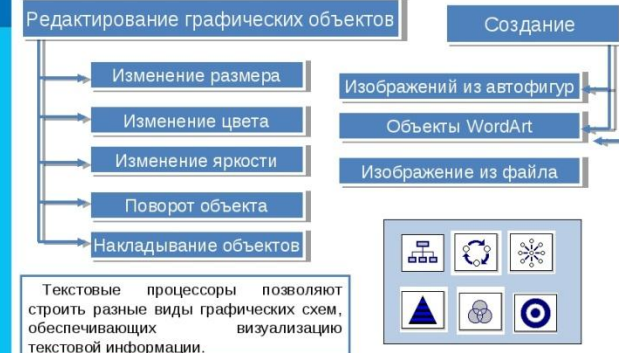 Редактирование графических объектов
Изменение размера
Изменение цвета
Изменение яркости
Поворот объекта
Накладывание объектов
Создание
Изображений из автофигур
Объекты WordArt
Изображение из файла
Текстовые процессоры позволяют
строить разные виды графических схем,
обеспечивающих визуализацию
текстовой информации.